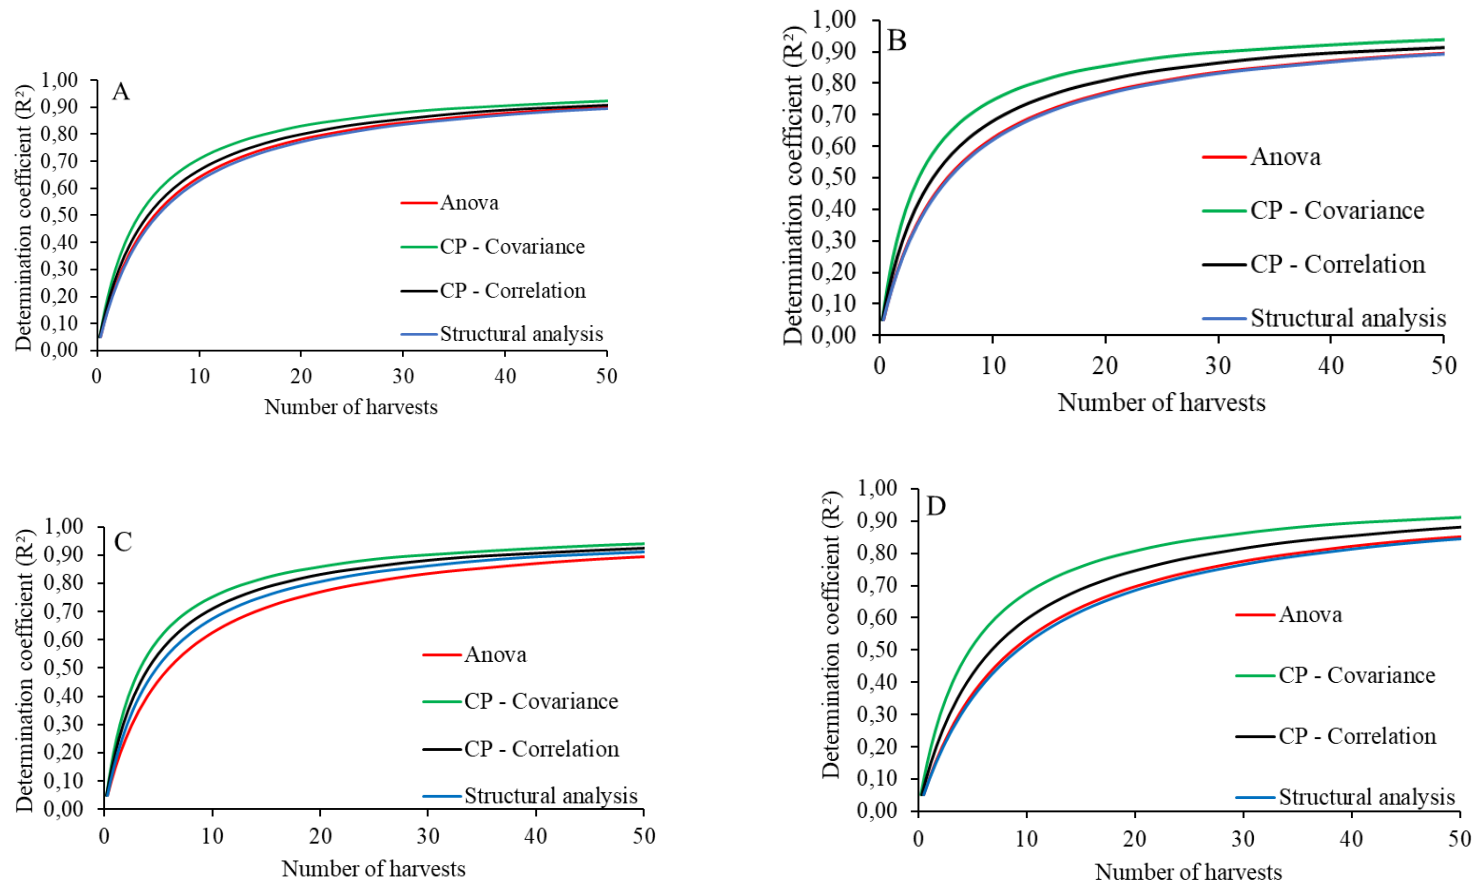 A
Determination coefficient (R²)
1,00
0,90
0,80
0,70
0,60
0,50
0,40
0,30
0,20
0,10
0,00
0 10 20 30 40 50
Number of harvests
Anova
CP - Covariance
CP - Correlation
Structural analysis
B
Determination coefficient (R²)
1,00
0,90
0,80
0,70
0,60
0,50
0,40
0,30
0,20
0,10
0,00
0 10 20 30 40 50
Number of harvests
Anova
CP - Covariance
CP - Correlation
Structural analysis
C
Determination coefficient (R²)
1,00
0,90
0,80
0,70
0,60
0,50
0,40
0,30
0,20
0,10
0,00
0 10 20 30 40 50
Number of harvests
Anova
CP - Covariance
CP - Correlation
Structural analysis
D
Determination coefficient (R²)
1,00
0,90
0,80
0,70
0,60
0,50
0,40
0,30
0,20
0,10
0,00
0 10 20 30 40 50
Number of harvests
Anova
CP - Covariance
CP - Correlation
Structural analysis